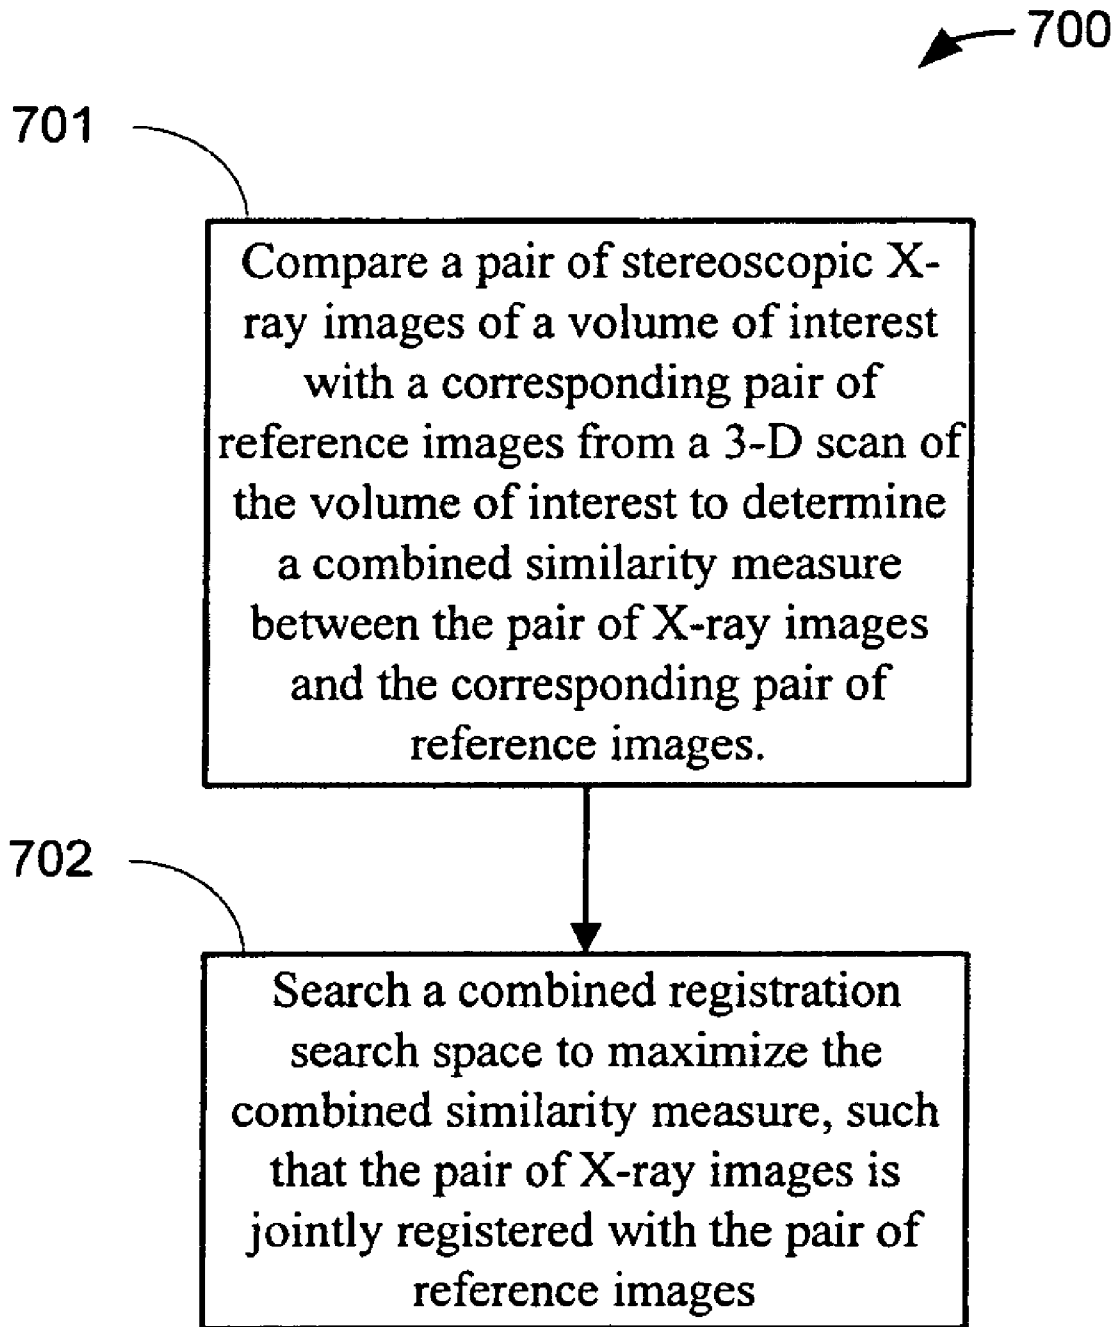 700
701
Compare a pair of stereoscopic X-
ray images of a volume of interest
with a corresponding pair of
reference images from a 3-D scan of
the volume of interest to determine
a combined similarity measure
between the pair of X-ray images
and the corresponding pair of
reference images.
702
Search a combined registration
search space to maximize the
combined similarity measure, such
that the pair of X-ray images is
jointly registered with the pair of
reference images